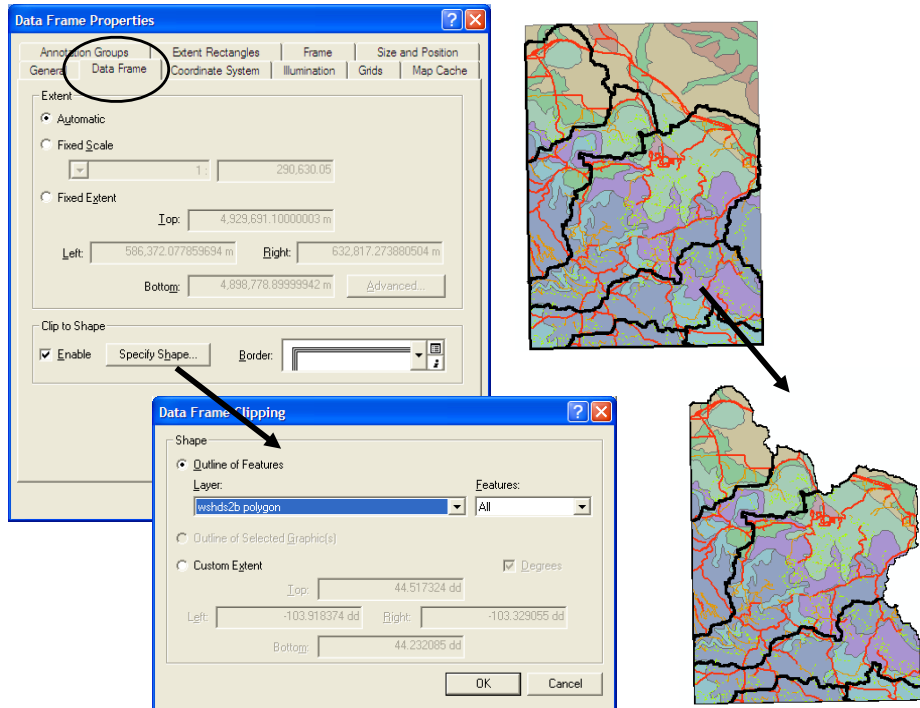 Data Frame Properties
Annotation Groups Extent Rectangles Frame Size and Position
General Data Frame Coordinate System Illumination Grids Map Cache
Extent
Automatic
Fixed Scale
1 : 290,630.05
Fixed Extent
Top: 4,929,691.10000003 m
Left: 586,372.077859694 m Right: 632,817.273880504 m
Bottom: 4,898,778.89999942 m Advanced...
Clip to Shape
Enable Specify Shape... Border:
Data Frame Clipping
Shape
Outline of Features
Layer: Features:
wshds2b polygon All
Outline of Selected Graphic(s)
Custom Extent Degrees
Top: 44.517324 dd
Left: -103.918374 dd Right: -103.329055 dd
Bottom: 44.232085 dd
OK Cancel